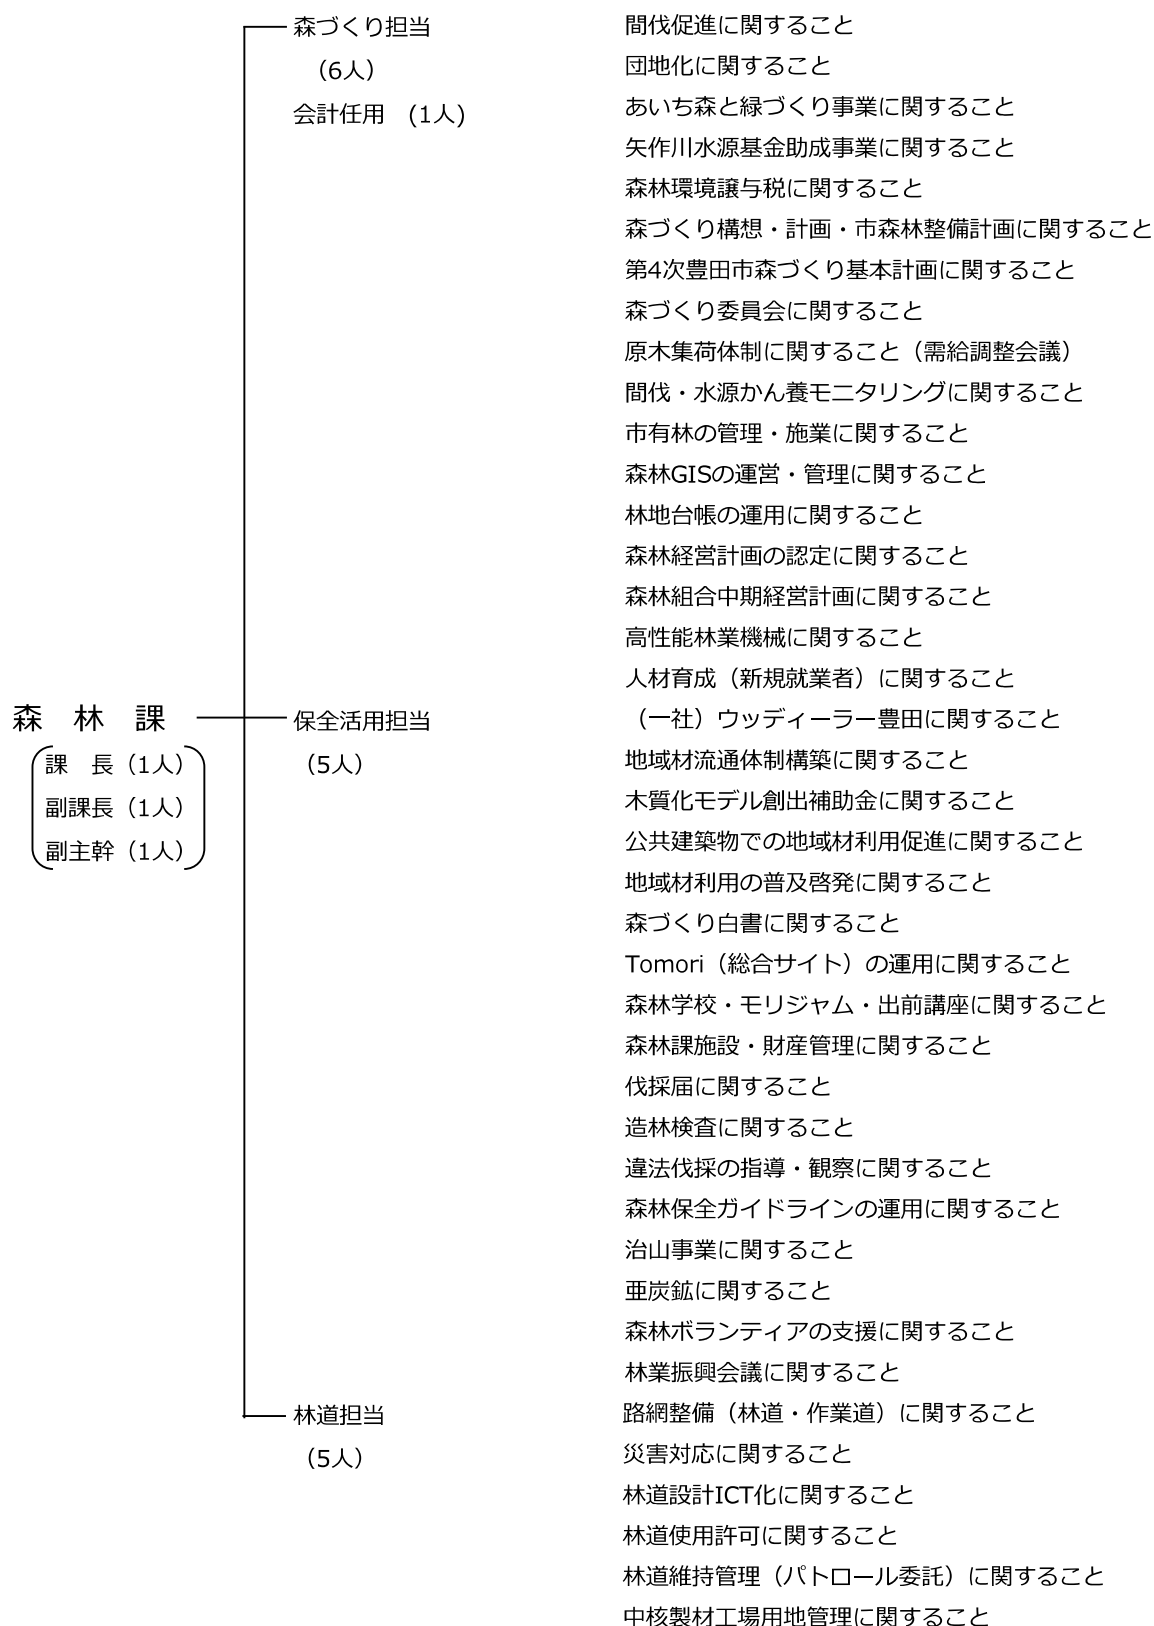 森づくり担当
（6人）
会計任用　(1人)
間伐促進に関すること
団地化に関すること
あいち森と緑づくり事業に関すること
矢作川水源基金助成事業に関すること
森林環境譲与税に関すること
森づくり構想・計画・市森林整備計画に関すること
第4次豊田市森づくり基本計画に関すること
森づくり委員会に関すること
原木集荷体制に関すること（需給調整会議）
間伐・水源かん養モニタリングに関すること
市有林の管理・施業に関すること
森林GISの運営・管理に関すること
林地台帳の運用に関すること
森林経営計画の認定に関すること
森林組合中期経営計画に関すること
高性能林業機械に関すること
人材育成（新規就業者）に関すること
森　林　課
課　長（1人）
副課長（1人）
副主幹（1人）
保全活用担当
（5人）
（一社）ウッディーラー豊田に関すること
地域材流通体制構築に関すること
木質化モデル創出補助金に関すること
公共建築物での地域材利用促進に関すること
地域材利用の普及啓発に関すること
森づくり白書に関すること
Tomori（総合サイト）の運用に関すること
森林学校・モリジャム・出前講座に関すること
森林課施設・財産管理に関すること
伐採届に関すること
造林検査に関すること
違法伐採の指導・観察に関すること
森林保全ガイドラインの運用に関すること
治山事業に関すること
亜炭鉱に関すること
森林ボランティアの支援に関すること
林業振興会議に関すること
林道担当
（5人）
路網整備（林道・作業道）に関すること
災害対応に関すること
林道設計ICT化に関すること
林道使用許可に関すること
林道維持管理（パトロール委託）に関すること
中核製材工場用地管理に関すること